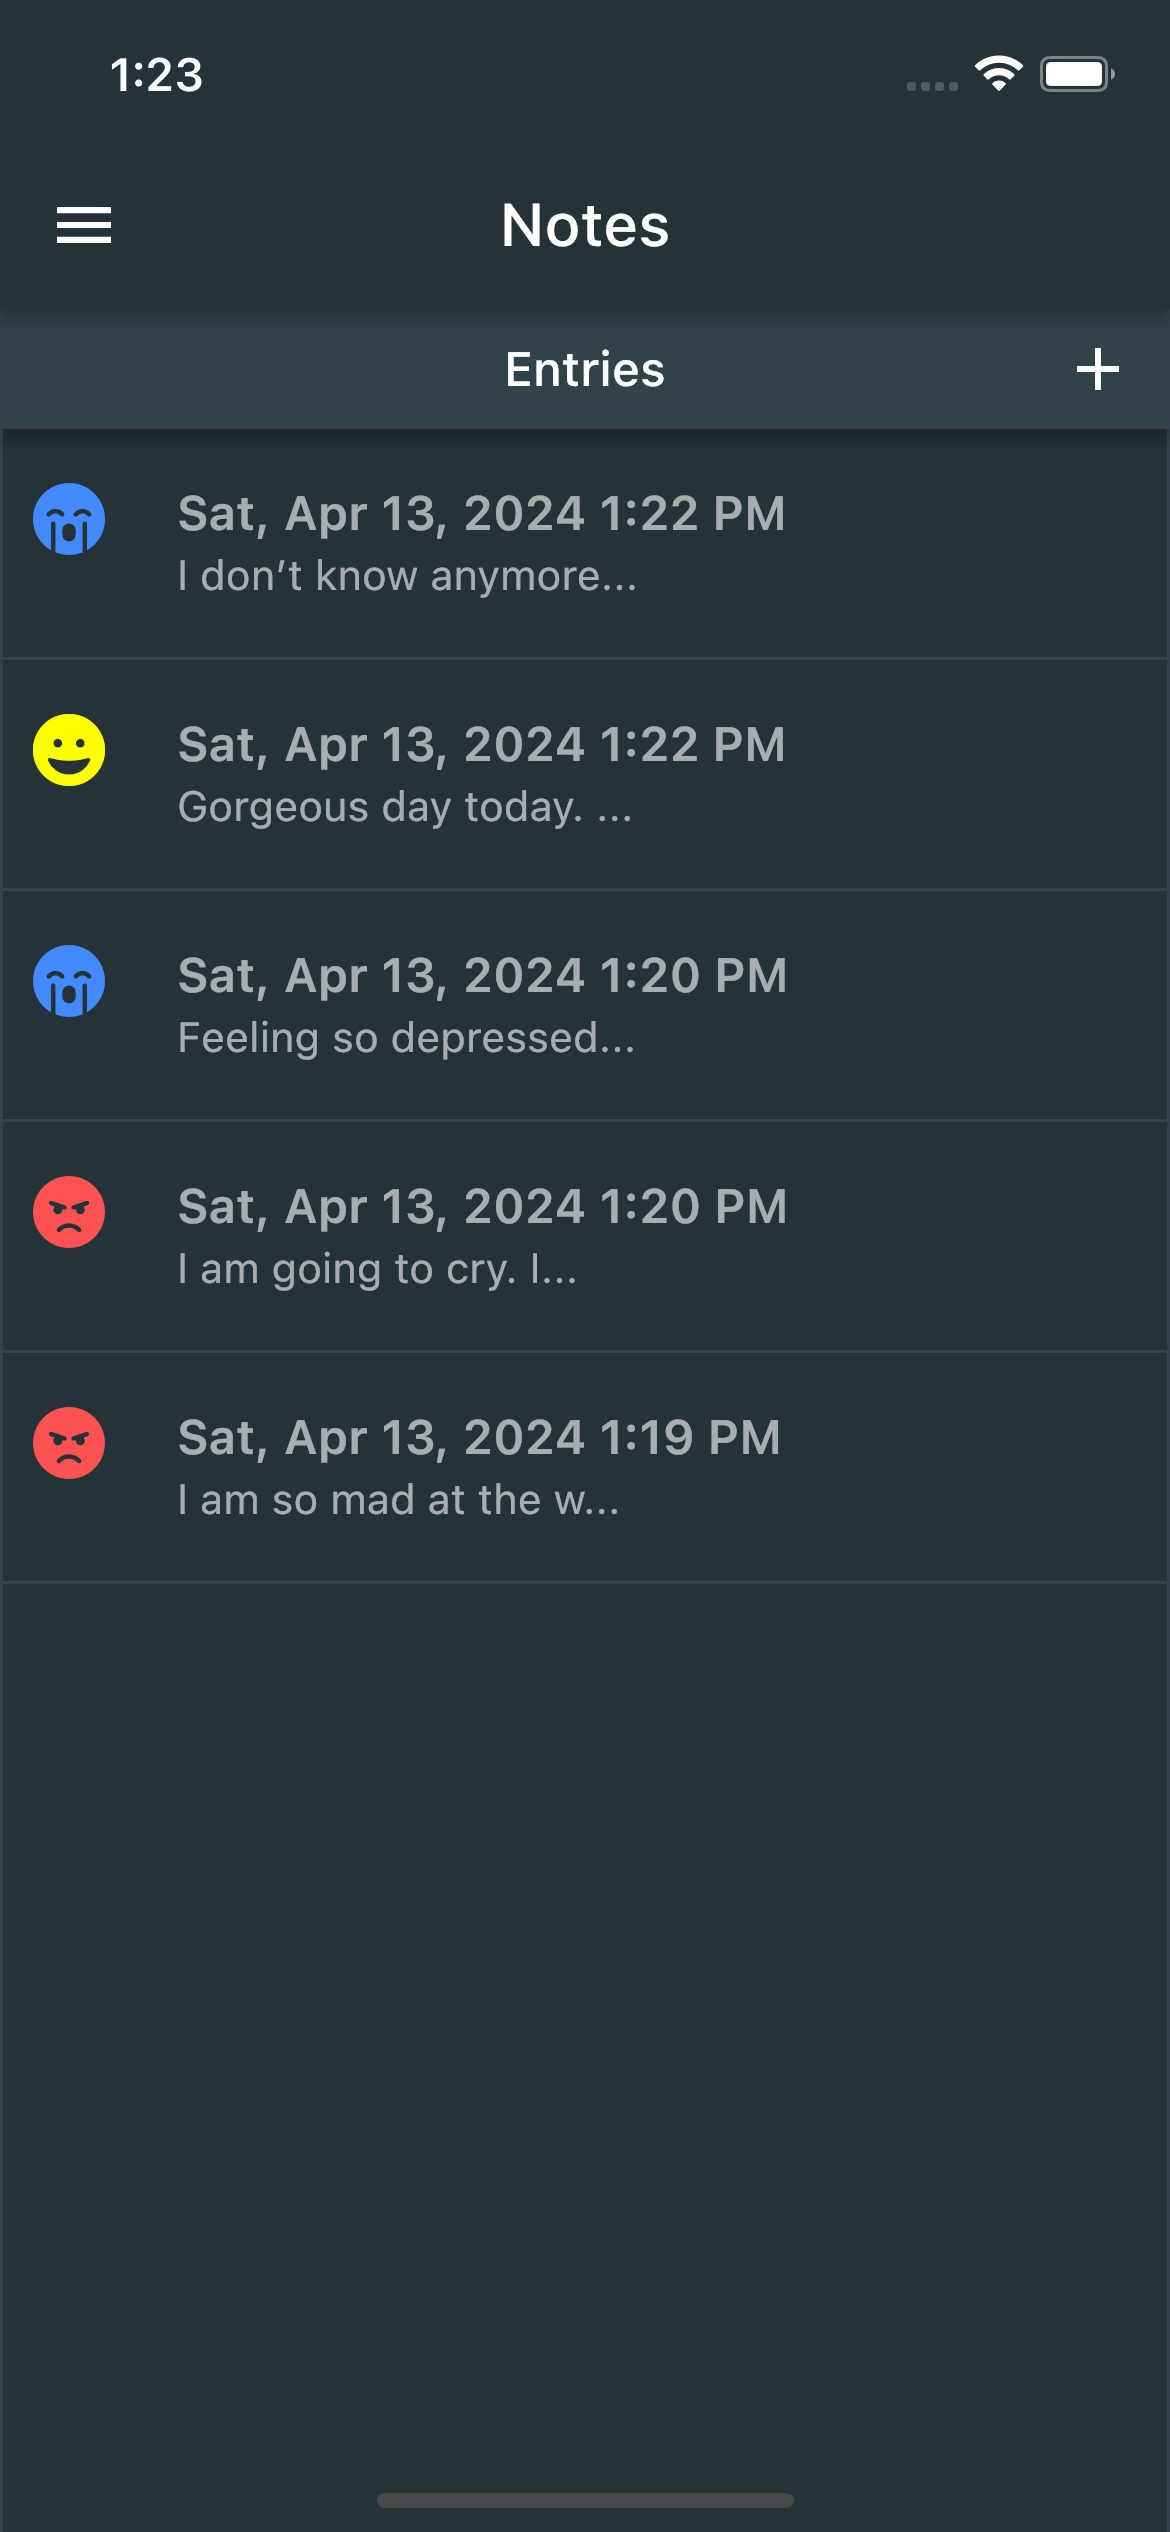 1:23
Notes
Entries
Sat, Apr 13, 2024 1:22 PM
I don’t know anymore...
Sat, Apr 13, 2024 1:22 PM
Gorgeous day today. ...
Sat, Apr 13, 2024 1:20 PM
Feeling so depressed...
Sat, Apr 13, 2024 1:20 PM
I am going to cry. I...
Sat, Apr 13, 2024 1:19 PM
I am so mad at the w...